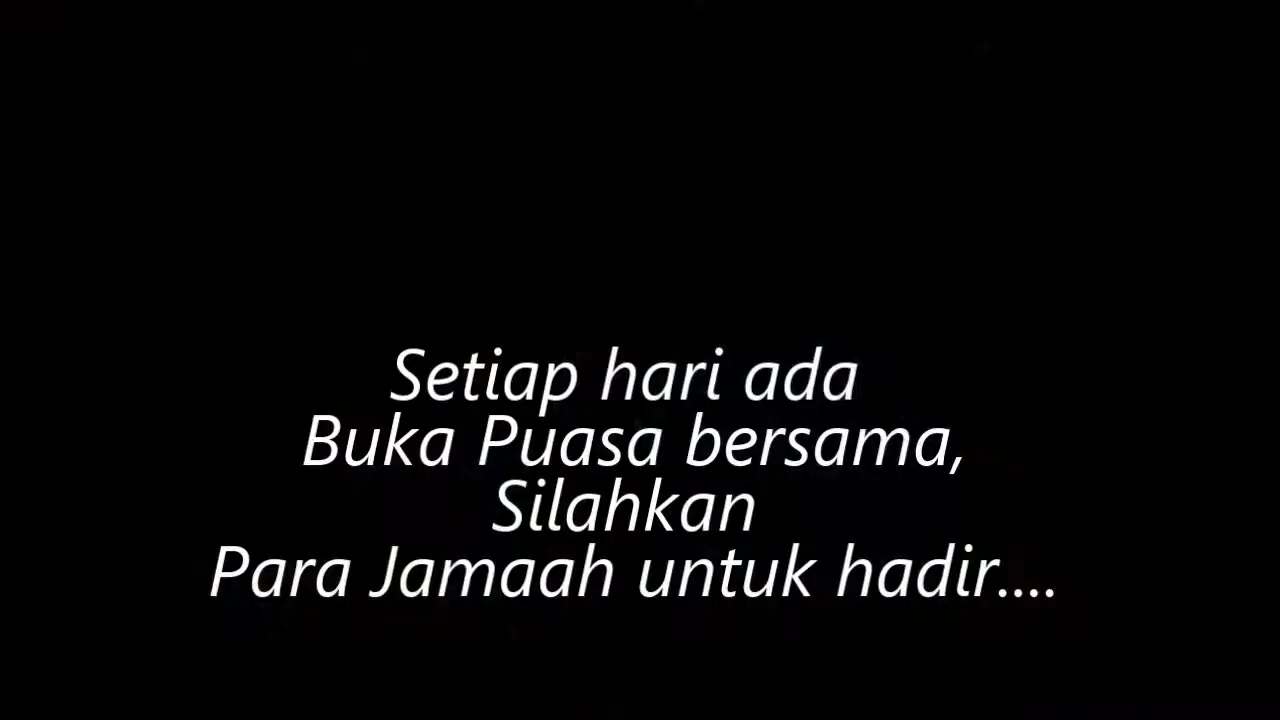 Setiap hari ada
Buka Puasa bersama,
Silahkan
Para Jamaah untuk hadir....